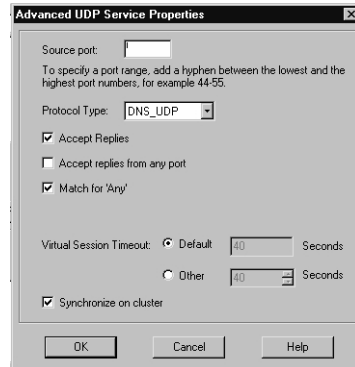 Advanced UDP Service Properties
Source port:
To specify a port range, add a hyphen between the lowest and the
highest port numbers, for example 44-55.
Protocol Type: DNS_UDP
Accept Replies
Accept replies from any port
Match for 'Any'
Virtual Session Timeout: Default 40 Seconds
Other 40 Seconds
Synchronize on cluster
OK Cancel Help